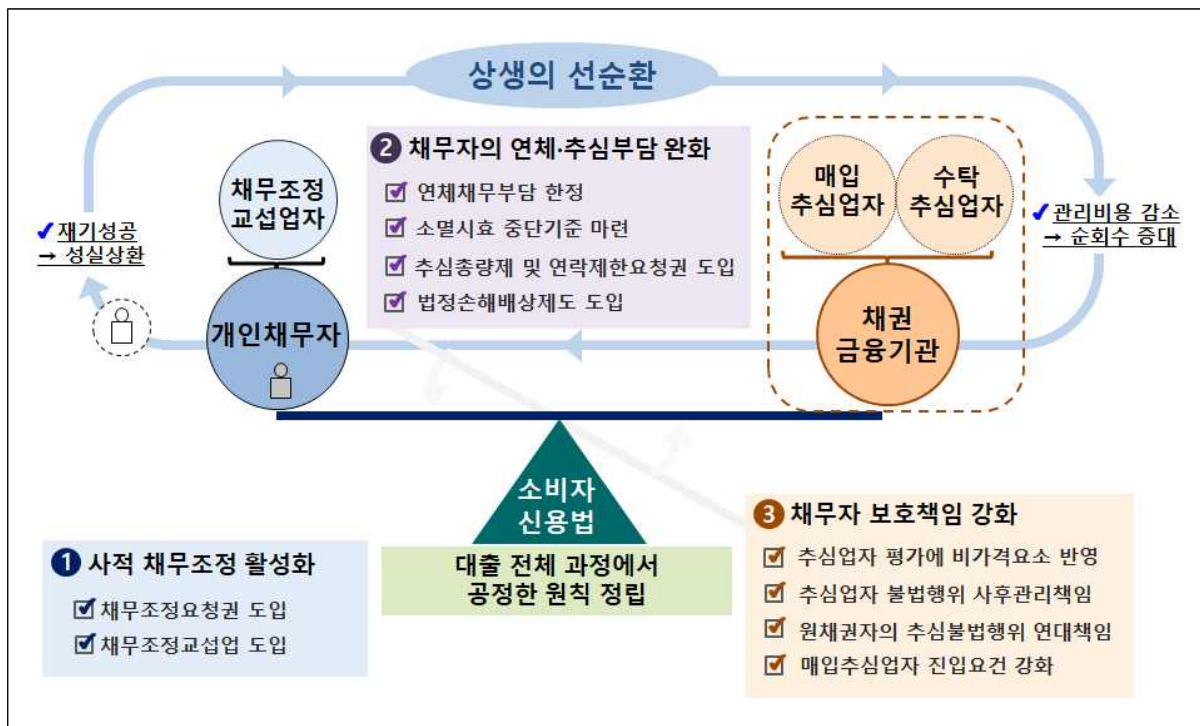 상생의 선순환
채무조정
교섭업자
개인채무자
✔재기성공
→ 성실상환
❷ 채무자의 연체·추심부담 완화
☑ 연체채무부담 한정
☑ 소멸시효 중단기준 마련
☑ 추심총량제 및 연락제한요청권 도입
☑ 법정손해배상제도 도입
매입
추심업자
수탁
추심업자
채권
금융기관
✔관리비용 감소
→ 순회수 증대
소비자
신용법
대출 전체 과정에서
공정한 원칙 정립
❶ 사적 채무조정 활성화
☑ 채무조정요청권 도입
☑ 채무조정교섭업 도입
❸ 채무자 보호책임 강화
☑ 추심업자 평가에 비가격요소 반영
☑ 추심업자 불법행위 사후관리책임
☑ 원채권자의 추심불법행위 연대책임
☑ 매입추심업자 진입요건 강화